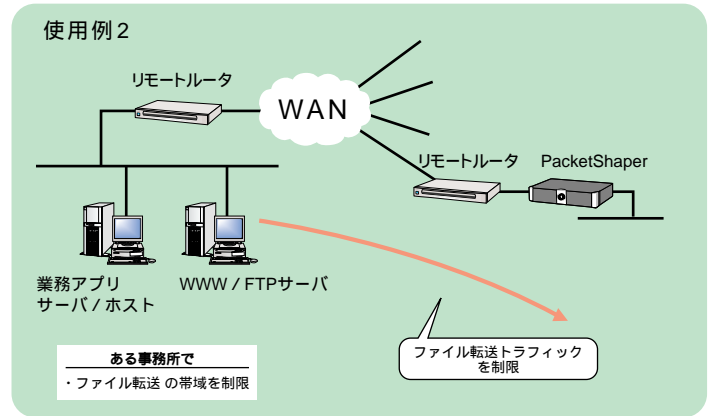 使用例2
リモートルータ
WAN
リモートルータ
PacketShaper
業務アプリ
サーバ / ホスト
WWW / FTPサーバ
ある事務所で
・ファイル転送 の帯域を制限
ファイル転送トラフィック
を制限